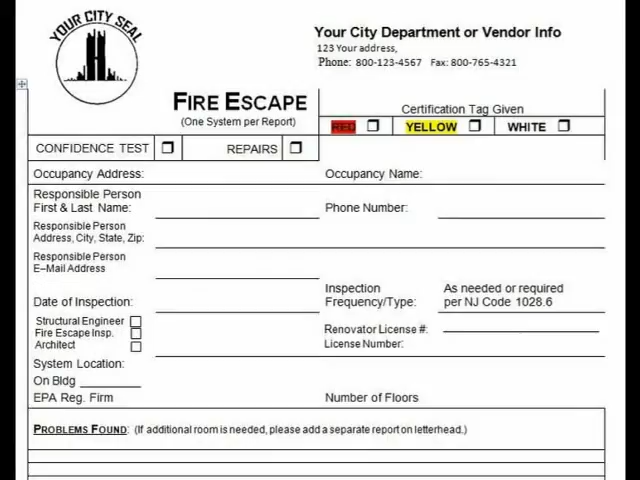 YOUR CITY SEAL
Your City Department or Vendor Info
123 Your address,
Phone: 800-123-4567 Fax: 800-765-4321
FIRE ESCAPE
(One System per Report)
Certification Tag Given
RED YELLOW WHITE
CONFIDENCE TEST REPAIRS
Occupancy Address: Occupancy Name:
Responsible Person
First & Last Name: Phone Number:
Responsible Person
Address, City, State, Zip:
Responsible Person
E–Mail Address
Inspection As needed or required
Date of Inspection: Frequency/Type: per NJ Code 1028.6
Structural Engineer
Fire Escape Insp. Renovator License #:
Architect License Number:
System Location:
On Bldg
EPA Reg. Firm Number of Floors
PROBLEMS FOUND: (If additional room is needed, please add a separate report on letterhead.)